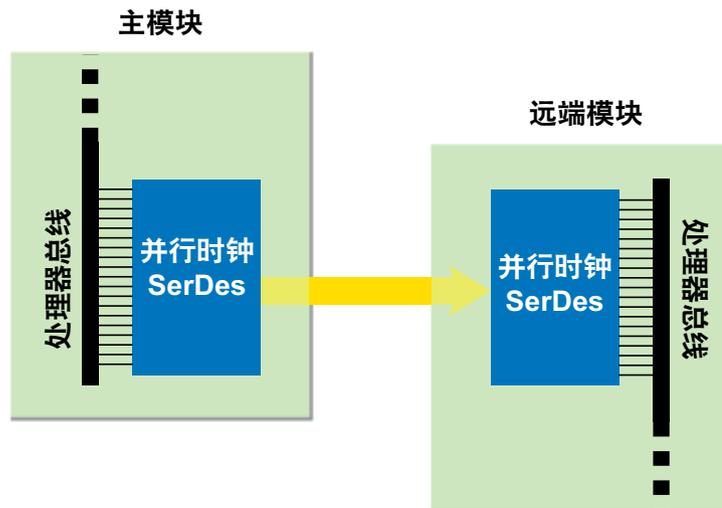 主模块
远端模块
处理器总线
并行时钟
SerDes
并行时钟
SerDes
处理器总线